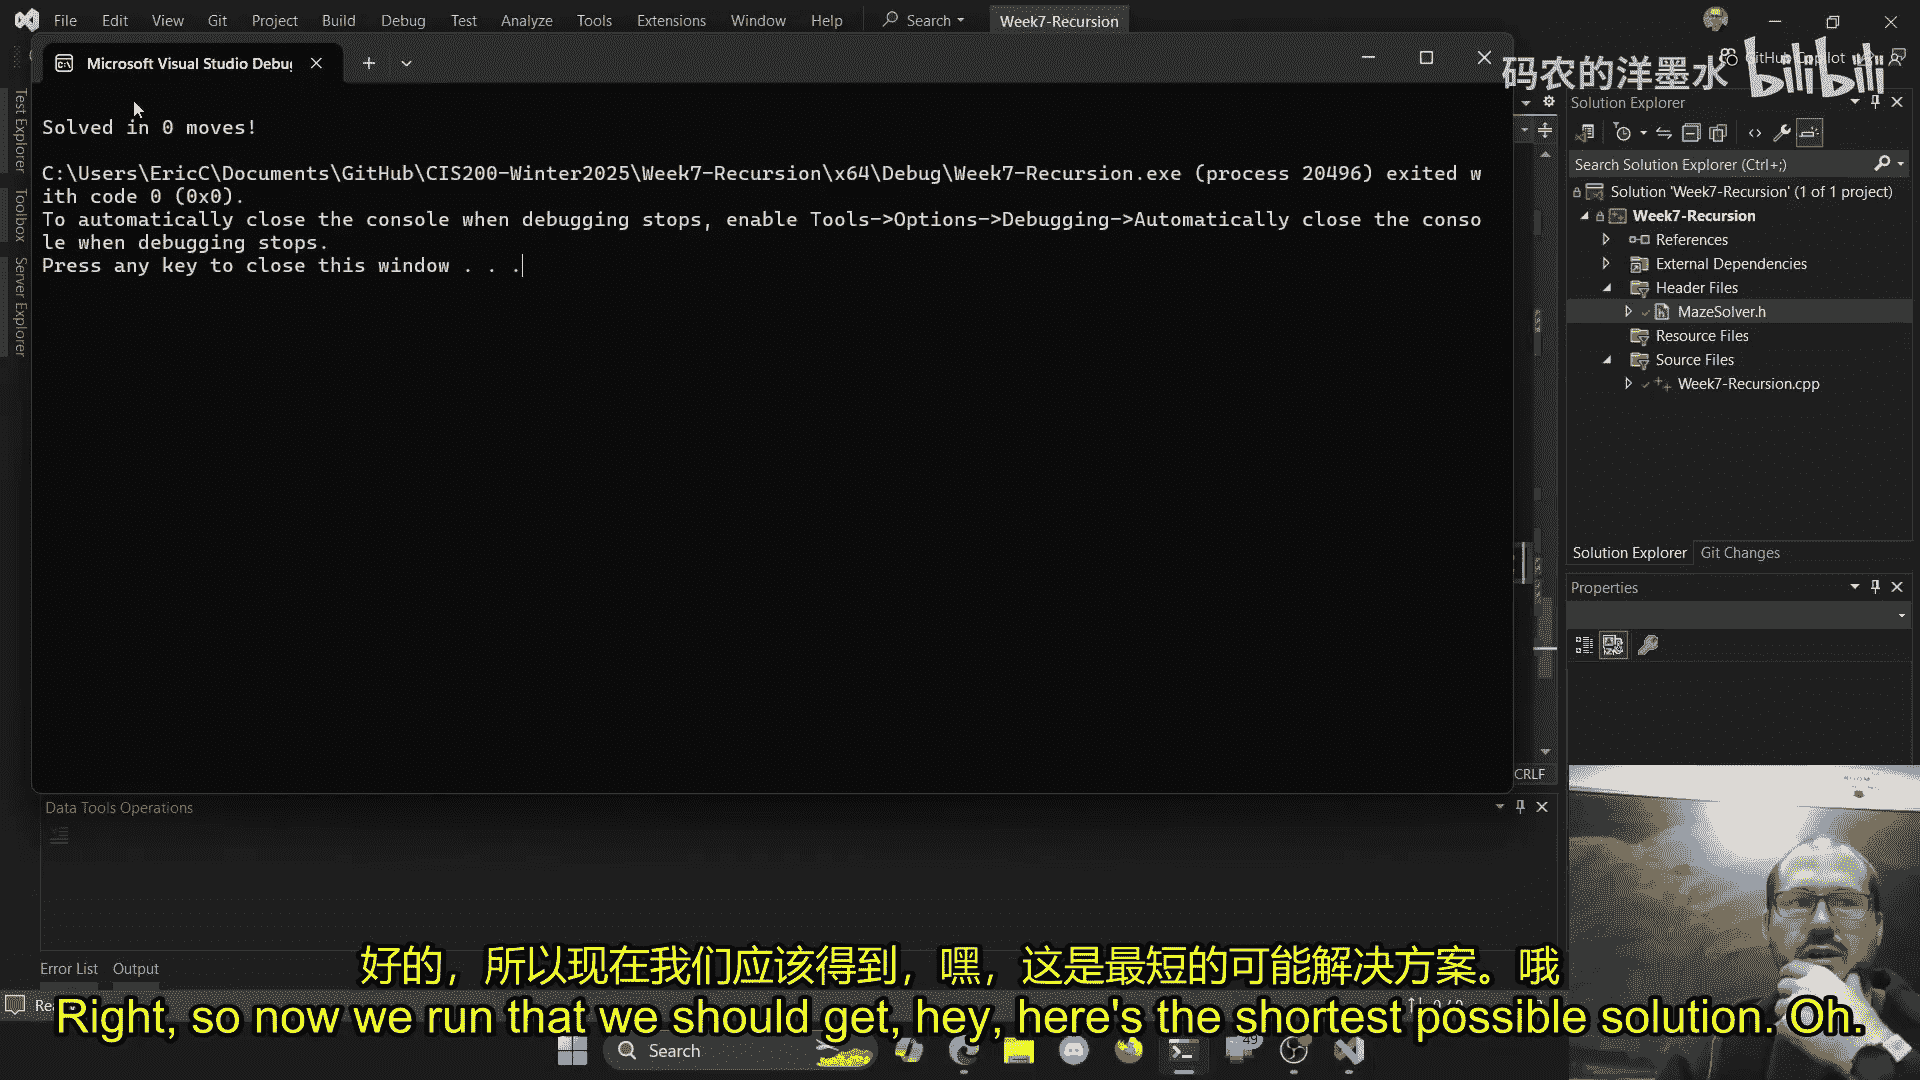 File Edit View Git Project Build Debug Test Analyze Tools Extensions Window Help Search Week7-Recursion
Microsoft Visual Studio Debug
码农的洋墨水 bilibili
GitHub Copilot
Solved in 0 moves!
C:\Users\EricC\Documents\GitHub\CIS200-Winter2025\Week7-Recursion\x64\Debug\Week7-Recursion.exe (process 20496) exited w
ith code 0 (0x0).
To automatically close the console when debugging stops, enable Tools->Options->Debugging->Automatically close the conso
le when debugging stops.
Press any key to close this window . . .
Test Explorer
Toolbox
Server Explorer
Solution Explorer
Search Solution Explorer (Ctrl+;)
Solution 'Week7-Recursion' (1 of 1 project)
Week7-Recursion
References
External Dependencies
Header Files
MazeSolver.h
Resource Files
Source Files
Week7-Recursion.cpp
Solution Explorer Git Changes
Properties
CRLF
Data Tools Operations
Error List Output
好的，所以现在我们应该得到，嘿，这是最短的可能解决方案。哦
Right, so now we run that we should get, hey, here's the shortest possible solution. Oh.
Search